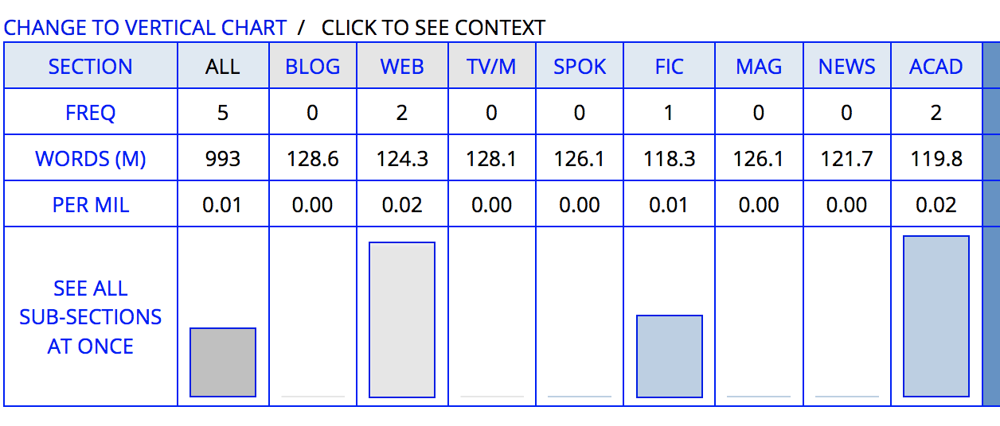 CHANGE TO VERTICAL CHART / CLICK TO SEE CONTEXT
SECTION ALL BLOG WEB TV/M SPOK FIC MAG NEWS ACAD
FREQ 5 0 2 0 0 1 0 0 2
WORDS (M) 993 128.6 124.3 128.1 126.1 118.3 126.1 121.7 119.8
PER MIL 0.01 0.00 0.02 0.00 0.00 0.01 0.00 0.00 0.02
SEE ALL
SUB-SECTIONS
AT ONCE